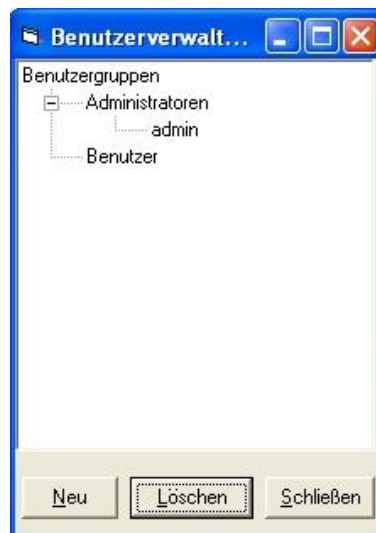 Benutzerverwalt...
Benutzergruppen
Administratoren
admin
Benutzer
Neu Löschen Schließen